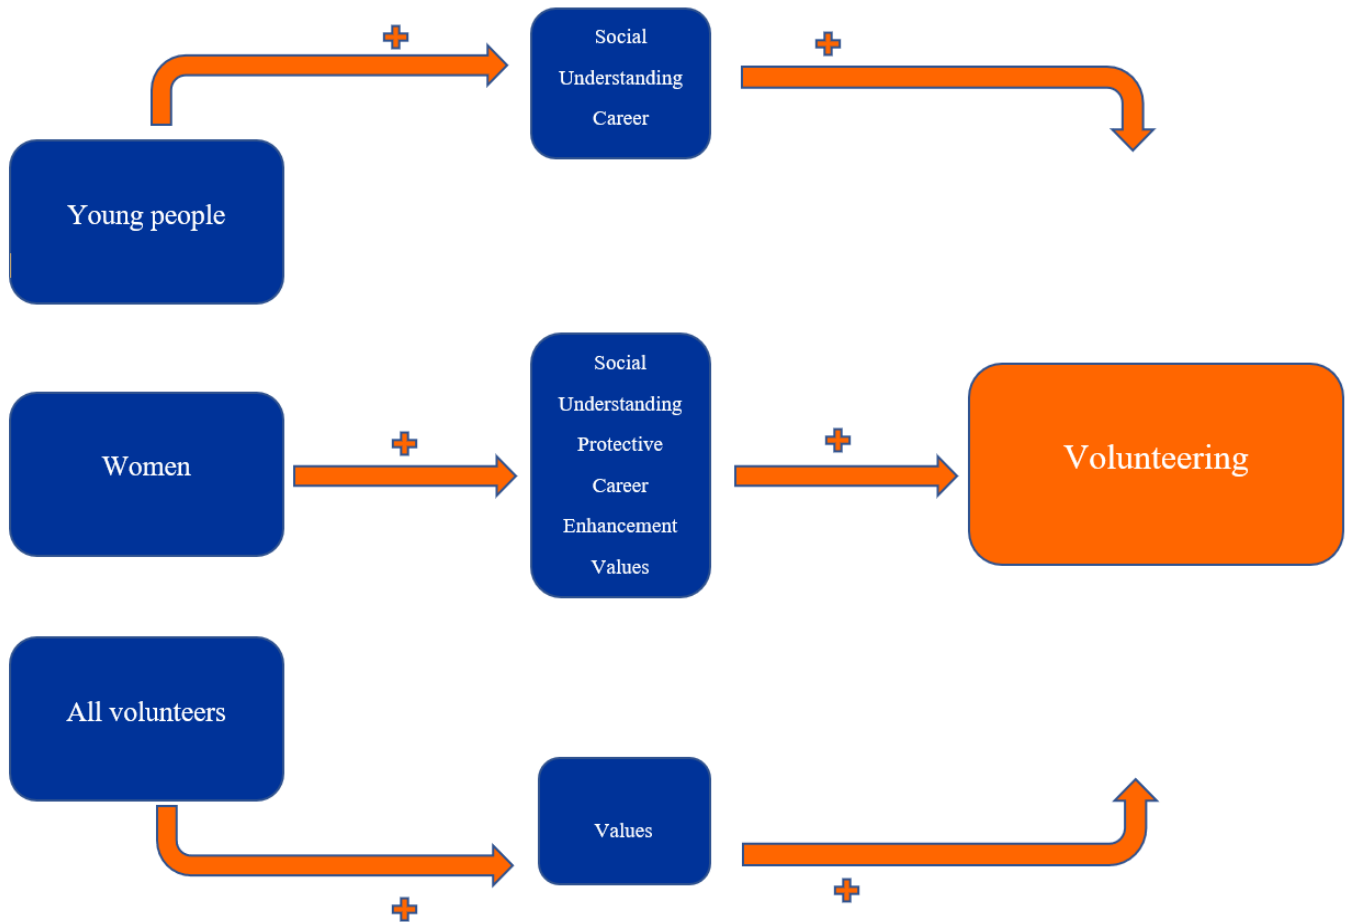 Social
Understanding
Career
Young people
Social
Understanding
Protective
Career
Enhancement
Values
Women
Volunteering
All volunteers
Values